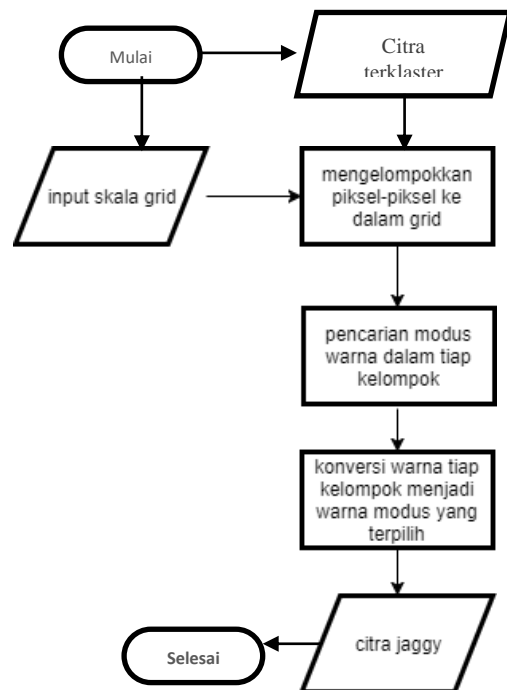 Mulai
Citra
terklaster
input skala grid
mengelompokkan
piksel-piksel ke
dalam grid
pencarian modus
warna dalam tiap
kelompok
konversi warna tiap
kelompok menjadi
warna modus yang
terpilih
citra jaggy
Selesai